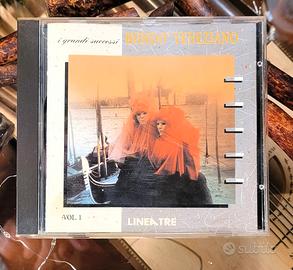 i grandi successi RONDO' VENEZIANO
VOL. 1
LINEA TRE
subito